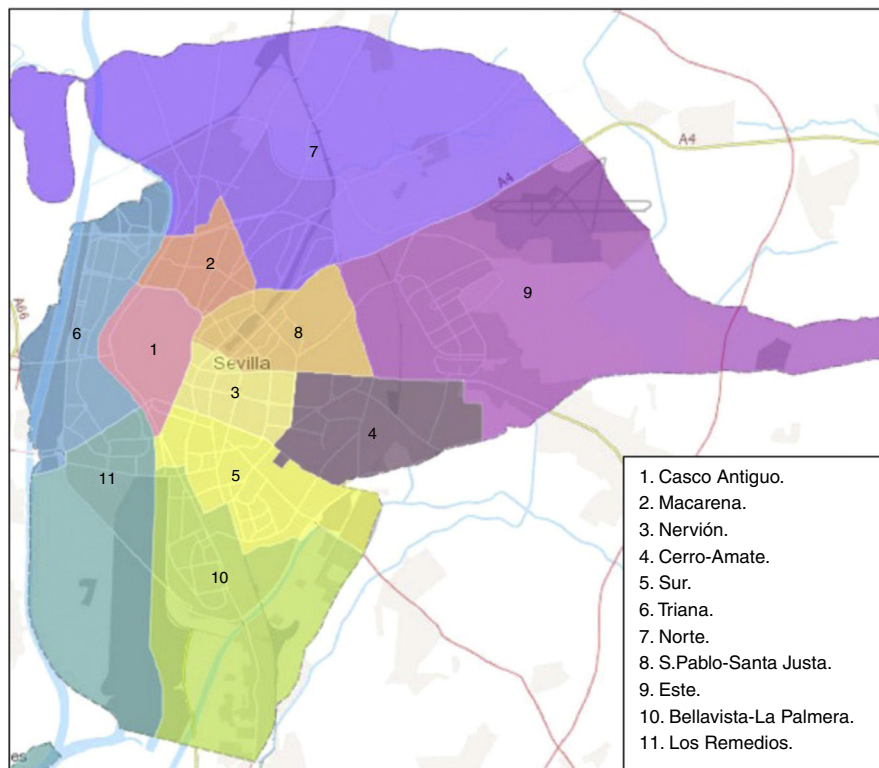 7
A4
A4
2
9
A66
6
1
8
Sevilla
3
4
5
11
10
es
1. Casco Antiguo.
2. Macarena.
3. Nervión.
4. Cerro-Amate.
5. Sur.
6. Triana.
7. Norte.
8. S.Pablo-Santa Justa.
9. Este.
10. Bellavista-La Palmera.
11. Los Remedios.